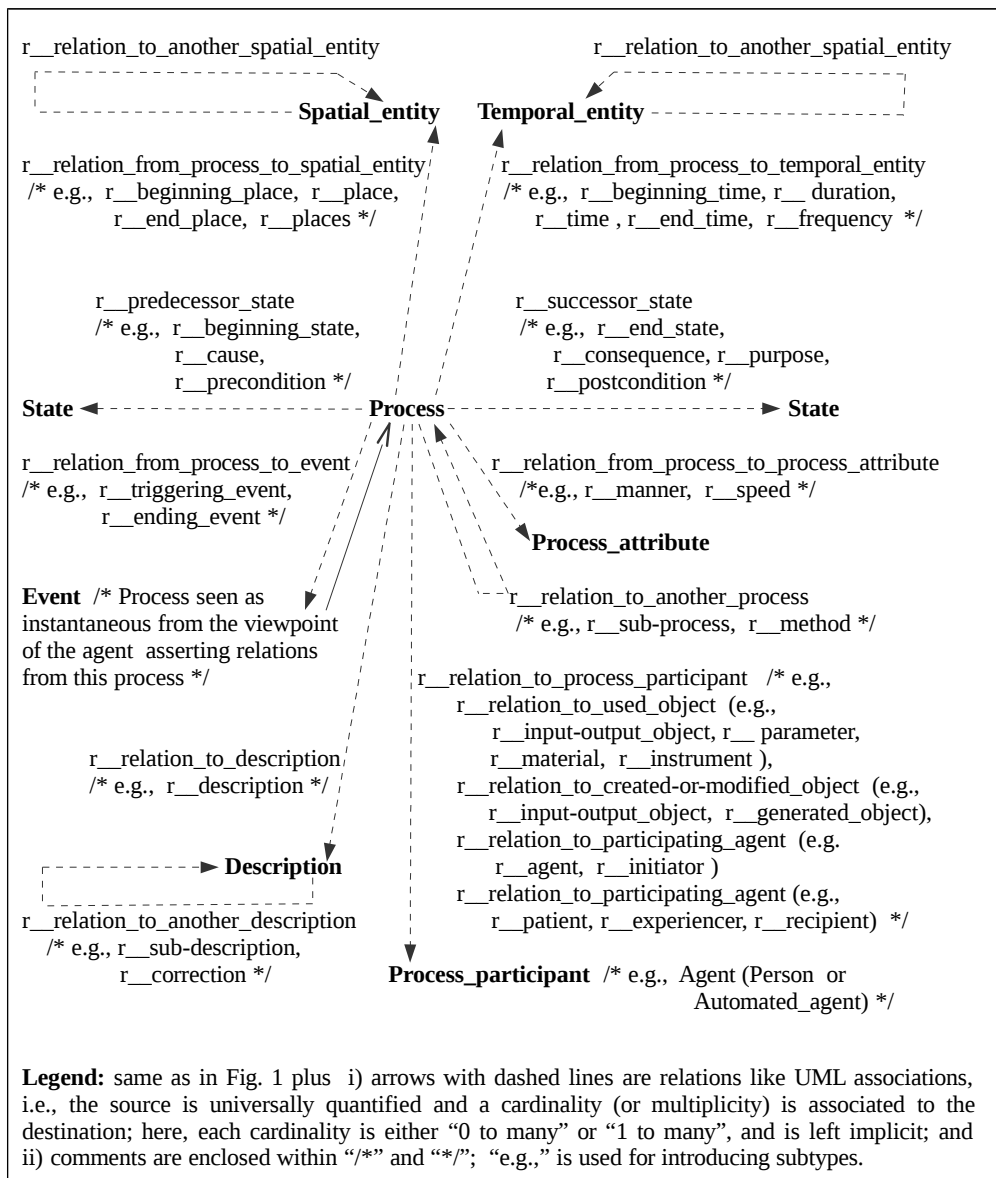 r__relation_to_another_spatial_entity
r__relation_to_another_spatial_entity
Spatial_entity
Temporal_entity
r__relation_from_process_to_spatial_entity
/* e.g.,  r__beginning_place,  r__place,
r__end_place,  r__places */
r__relation_from_process_to_temporal_entity
/* e.g.,  r__beginning_time, r__ duration,
r__time , r__end_time,  r__frequency  */
r__predecessor_state
/* e.g.,  r__beginning_state,
r__cause,
r__precondition */
r__successor_state
/* e.g.,  r__end_state,
r__consequence, r__purpose,
r__postcondition */
State
Process
State
r__relation_from_process_to_event
/* e.g.,  r__triggering_event,
r__ending_event */
r__relation_from_process_to_process_attribute
/*e.g., r__manner,  r__speed */
Process_attribute
Event  /* Process seen as
instantaneous from the viewpoint
of the agent  asserting relations
from this process */
r__relation_to_another_process
/* e.g., r__sub-process,  r__method */
r__relation_to_process_participant   /* e.g.,
r__relation_to_used_object  (e.g.,
r__input-output_object, r__ parameter,
r__material,  r__instrument ),
r__relation_to_created-or-modified_object  (e.g.,
r__input-output_object,  r__generated_object),
r__relation_to_participating_agent  (e.g.
r__agent,  r__initiator )
r__relation_to_participating_agent (e.g.,
r__patient, r__experiencer, r__recipient)  */
r__relation_to_description
/* e.g.,  r__description */
Description
r__relation_to_another_description
/* e.g., r__sub-description,
r__correction */
Process_participant  /* e.g.,  Agent (Person  or
Automated_agent) */
Legend: same as in Fig. 1 plus  i) arrows with dashed lines are relations like UML associations,
i.e., the source is universally quantified and a cardinality (or multiplicity) is associated to the
destination; here, each cardinality is either “0 to many” or “1 to many”, and is left implicit; and
ii) comments are enclosed within “/*” and “*/”;  “e.g.,” is used for introducing subtypes.